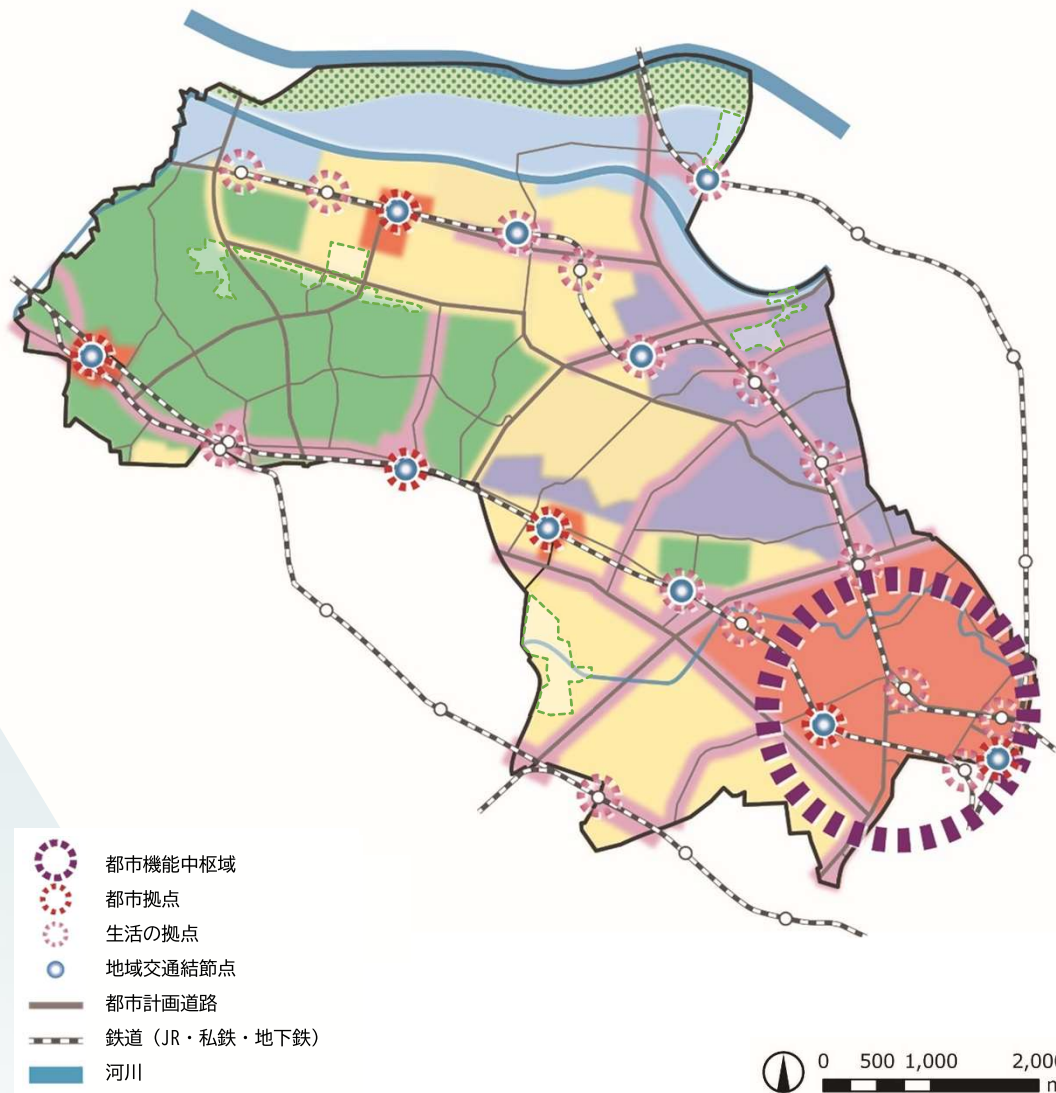 都市機能中枢域
都市拠点
生活の拠点
地域交通結節点
都市計画道路
鉄道（JR・私鉄・地下鉄）
河川
0 500 1,000 2,000
m